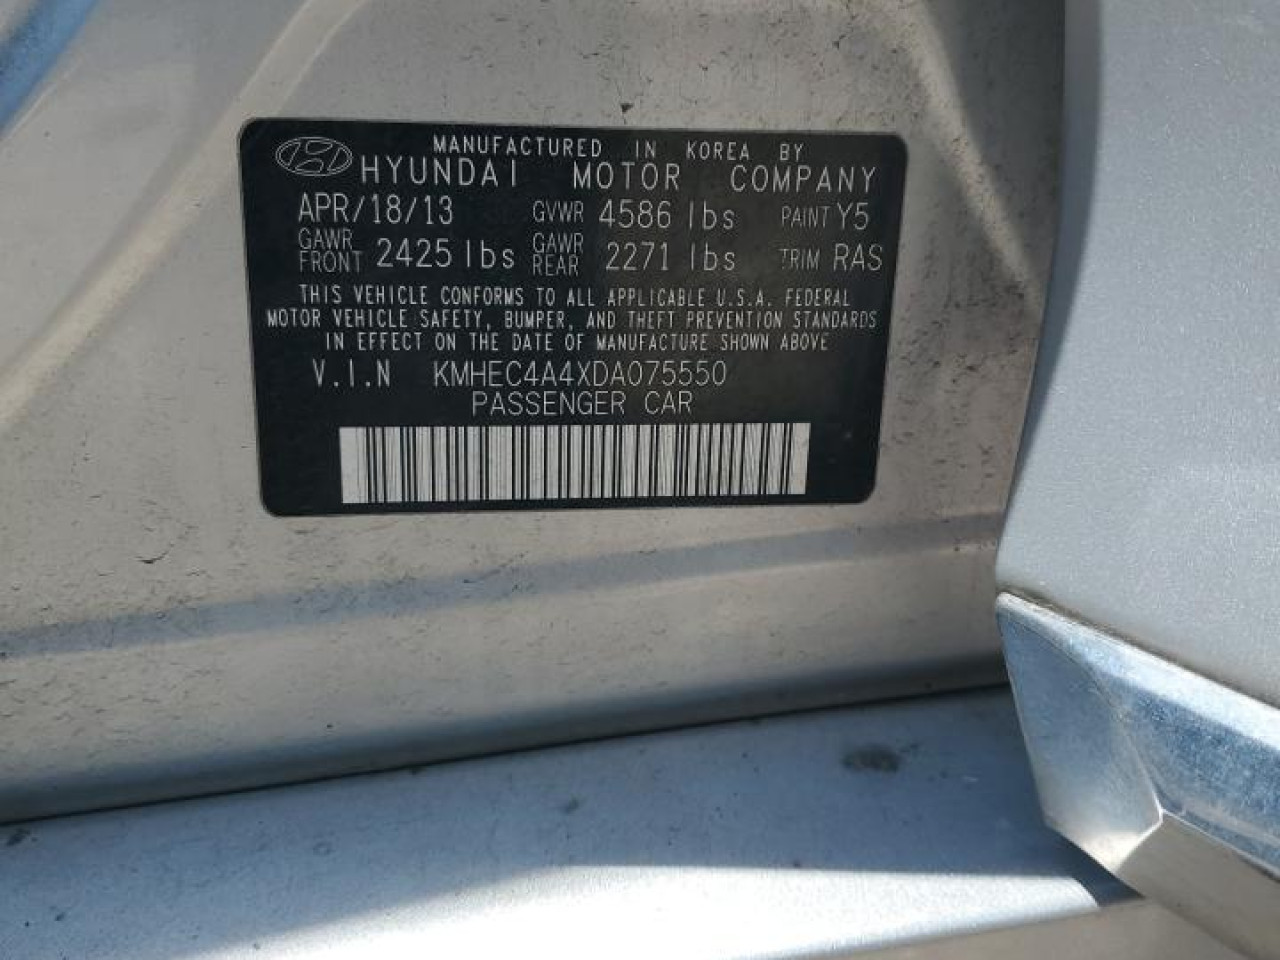 MANUFACTURED IN KOREA BY
HYUNDAI MOTOR COMPANY
APR/18/13 GVWR 4586 lbs PAINT Y5
GAWR FRONT 2425 lbs GAWR REAR 2271 lbs TRIM RAS
THIS VEHICLE CONFORMS TO ALL APPLICABLE U.S.A. FEDERAL
MOTOR VEHICLE SAFETY, BUMPER, AND THEFT PREVENTION STANDARDS
IN EFFECT ON THE DATE OF MANUFACTURE SHOWN ABOVE
V.I.N KMHEC4A4XDA075550
PASSENGER CAR